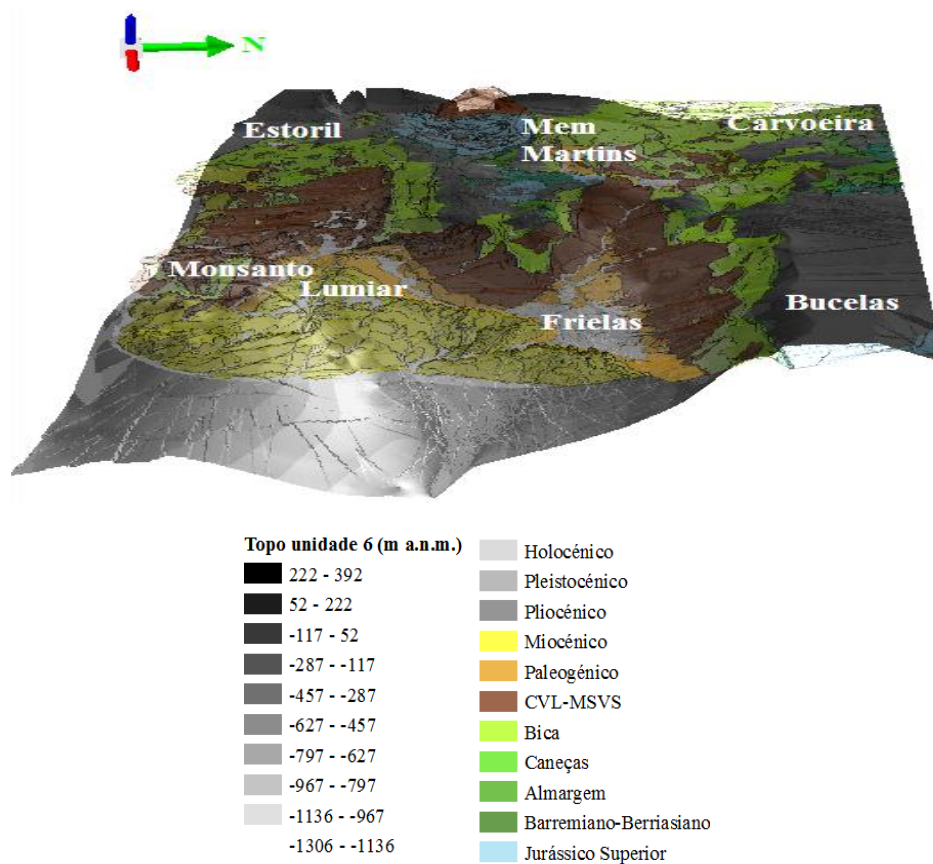 N
Estoril
Mem
Martins
Carvoeira
Monsanto
Lumiar
Frielas
Bucelas
Topo unidade 6 (m a.n.m.)
222 - 392
52 - 222
-117 - 52
-287 - -117
-457 - -287
-627 - -457
-797 - -627
-967 - -797
-1136 - -967
-1306 - -1136
Holocénico
Pleistocénico
Pliocénico
Miocénico
Paleogénico
CVL-MSVS
Bica
Caneças
Almargem
Barremiano-Berriasiano
Jurássico Superior